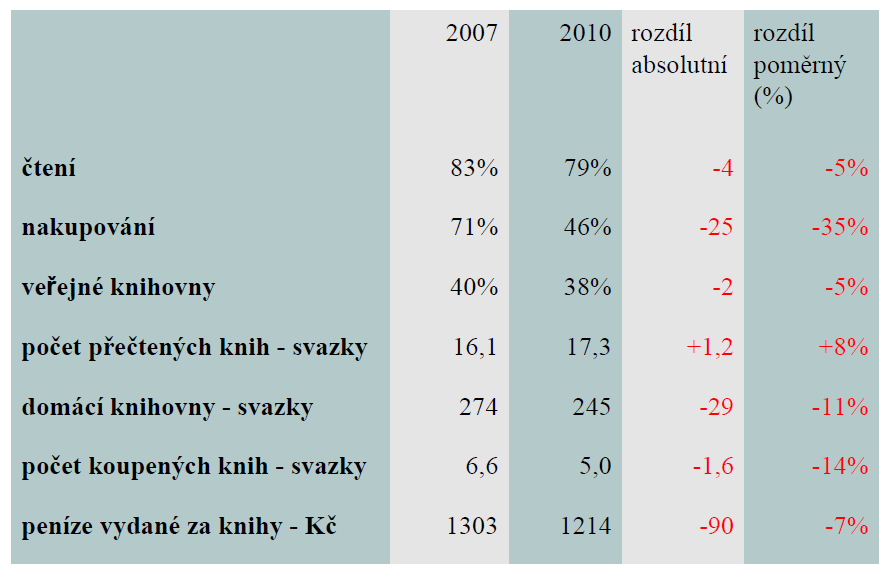 2007 2010 rozdíl rozdíl
absolutní poměrný
(%)
čtení 83% 79% -4 -5%
nakupování 71% 46% -25 -35%
veřejné knihovny 40% 38% -2 -5%
počet přečtených knih - svazky 16,1 17,3 +1,2 +8%
domácí knihovny - svazky 274 245 -29 -11%
počet koupených knih - svazky 6,6 5,0 -1,6 -14%
peníze vydané za knihy - Kč 1303 1214 -90 -7%